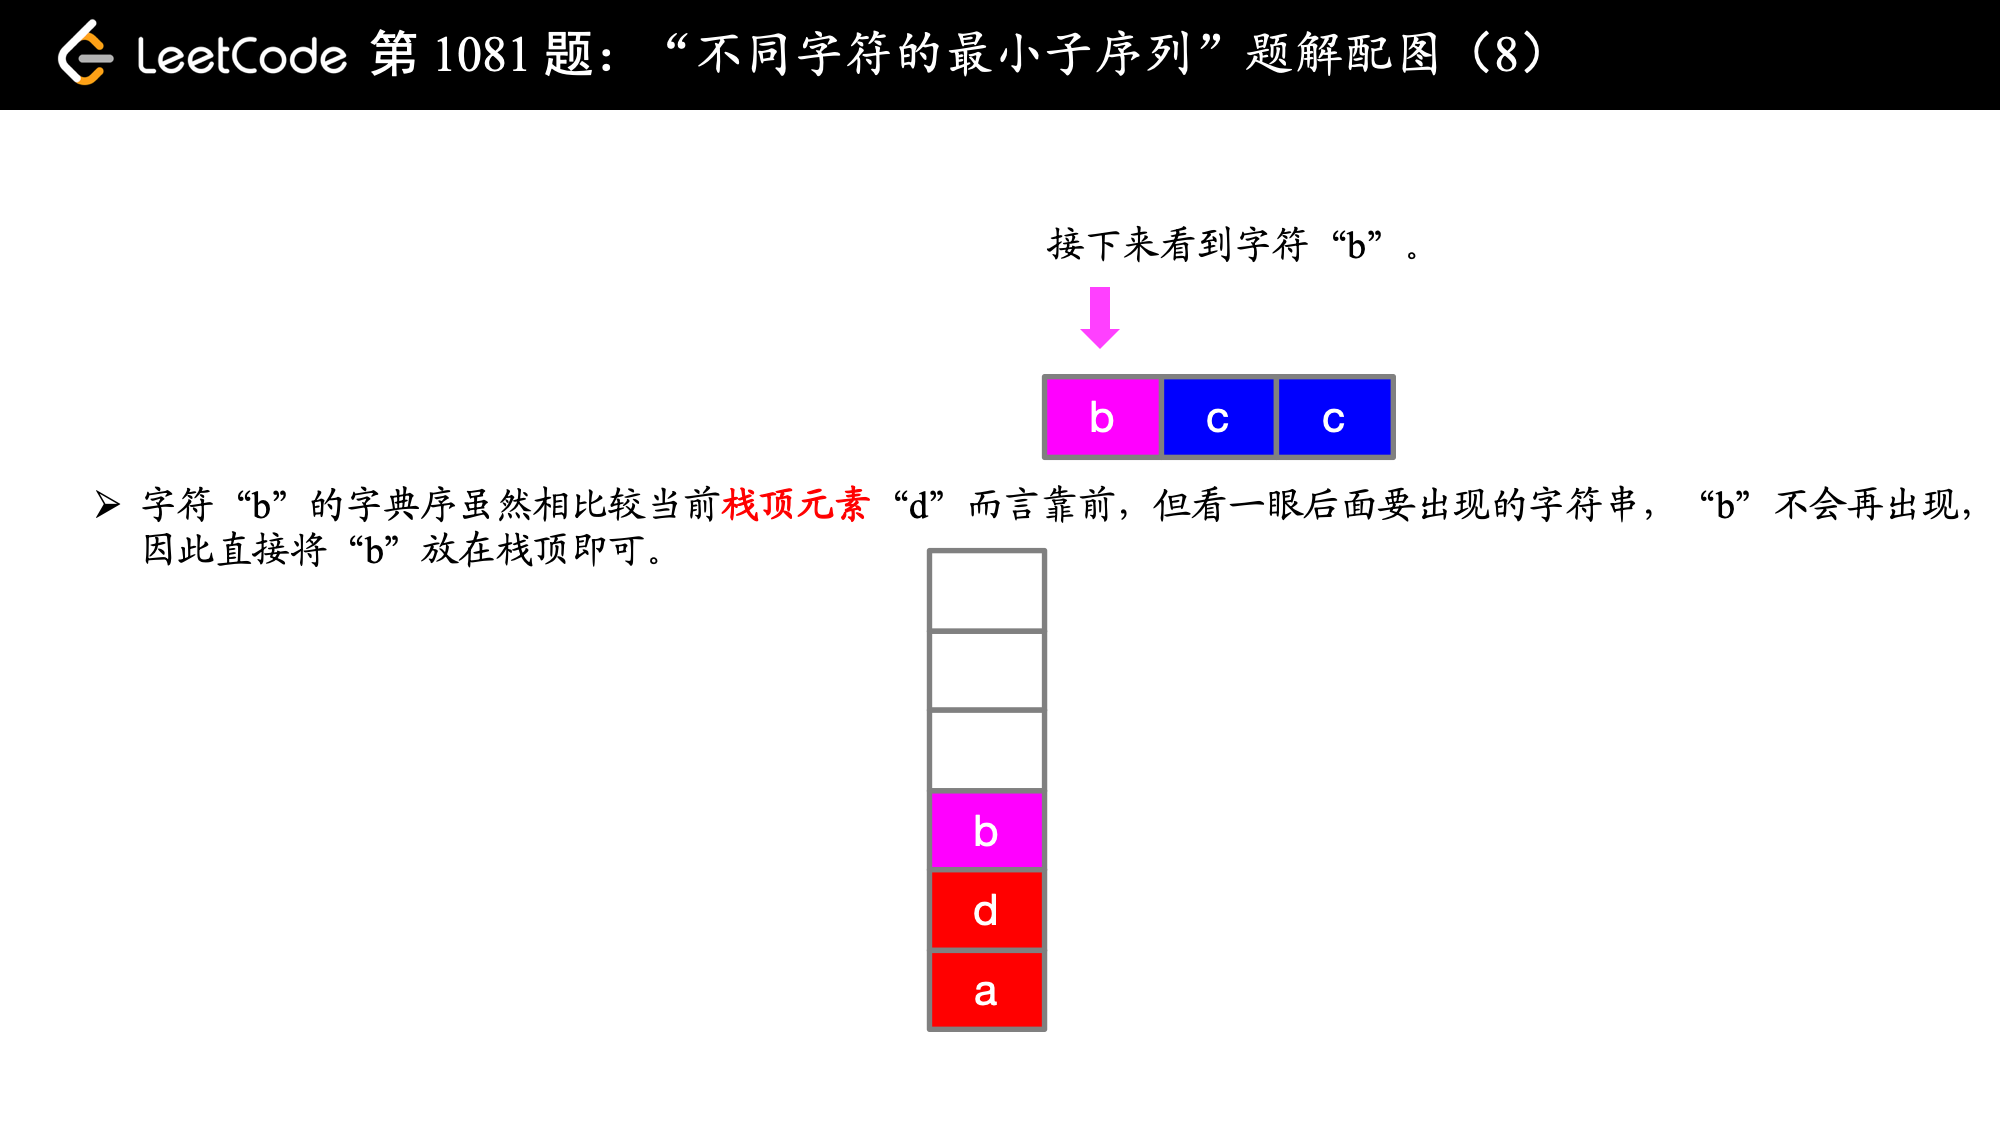 LeetCode 第 1081 题：“不同字符的最小子序列”题解配图（8）
接下来看到字符“b”。
b c c
字符“b”的字典序虽然相比较当前栈顶元素“d”而言靠前，但看一眼后面要出现的字符串，“b”不会再出现，
因此直接将“b”放在栈顶即可。
b
d
a